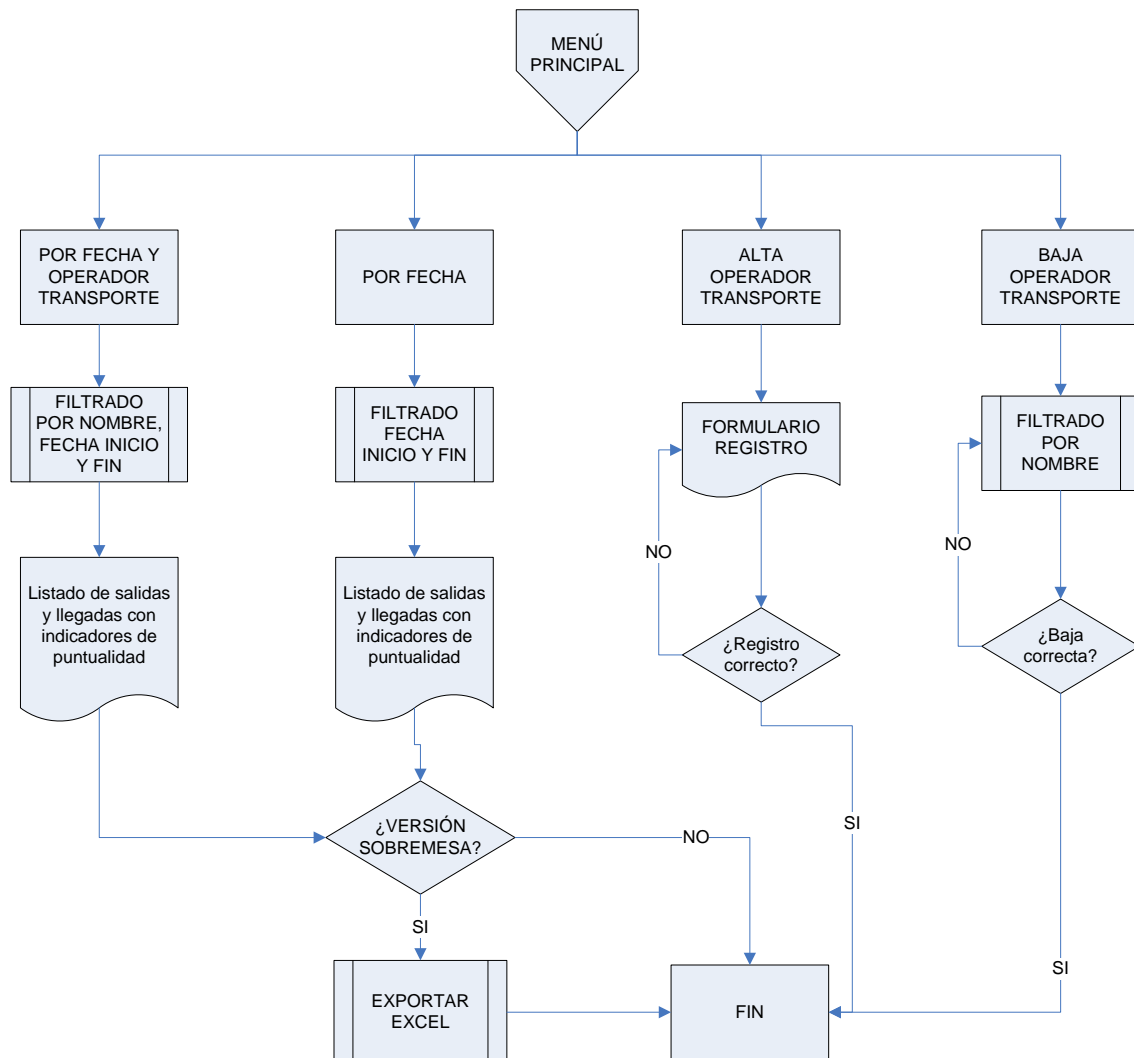 MENÚ
PRINCIPAL
POR FECHA Y
OPERADOR
TRANSPORTE
POR FECHA
ALTA
OPERADOR
TRANSPORTE
BAJA
OPERADOR
TRANSPORTE
FILTRADO
POR NOMBRE,
FECHA INICIO
Y FIN
FILTRADO
FECHA
INICIO Y FIN
FORMULARIO
REGISTRO
FILTRADO
POR
NOMBRE
NO
NO
Listado de salidas
y llegadas con
indicadores de
puntualidad
Listado de salidas
y llegadas con
indicadores de
puntualidad
¿Registro
correcto?
¿Baja
correcta?
¿VERSIÓN
SOBREMESA?
NO
SI
SI
SI
EXPORTAR
EXCEL
FIN